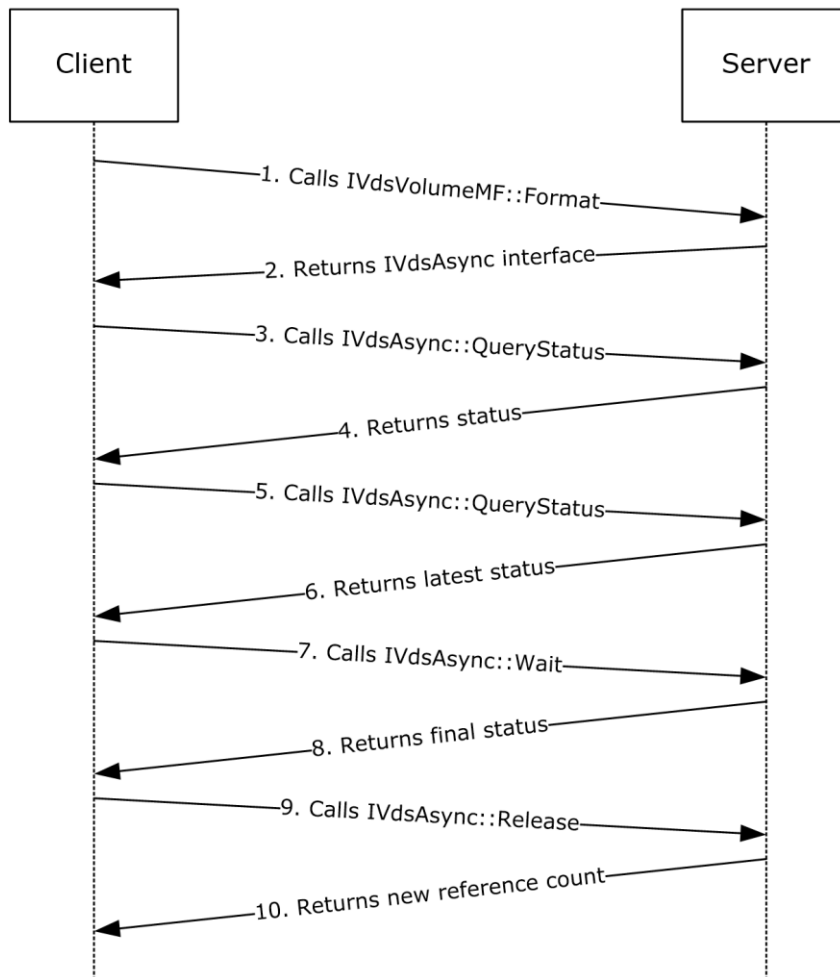 Client
Server
1. Calls IVdsVolumeMF::Format
2. Returns IVdsAsync interface
3. Calls IVdsAsync::QueryStatus
4. Returns status
5. Calls IVdsAsync::QueryStatus
6. Returns latest status
7. Calls IVdsAsync::Wait
8. Returns final status
9. Calls IVdsAsync::Release
10. Returns new reference count